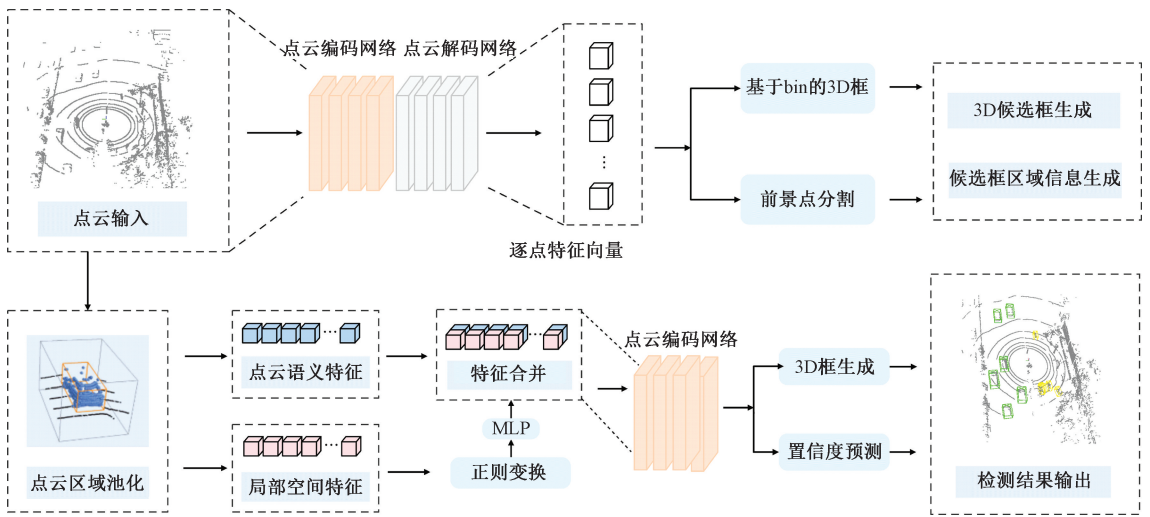 点云编码网络 点云解码网络
基于bin的3D框
3D候选框生成
⋮
候选框区域信息生成
前景点分割
点云输入
逐点特征向量
点云编码网络
···
···
点云语义特征
特征合并
3D框生成
MLP
置信度预测
···
点云区域池化
局部空间特征
正则变换
检测结果输出